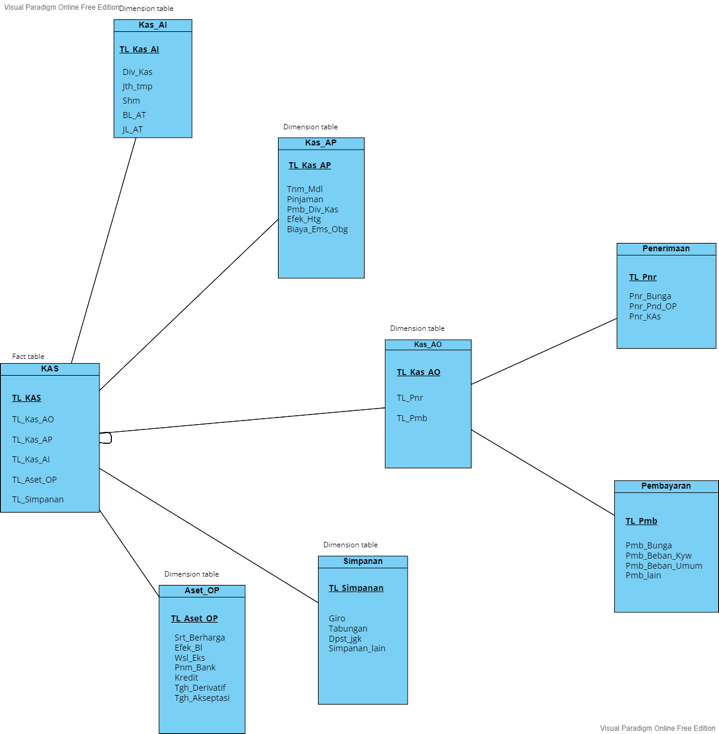 Visual Paradigm Online Free Edition
Dimension table
Kas_AI
TL_Kas_AI
Div_Kas
Jth_tmp
Shm
BL_AT
JL_AT
Dimension table
Kas_AP
TL_Kas_AP
Tnm_Mdl
Pinjaman
Pmb_Div_Kas
Efek_Htg
Biaya_Ems_Obg
Penerimaan
TL_Pnr
Pnr_Bunga
Pnr_Pnd_OP
Pnr_KAs
Dimension table
Kas_AO
TL_Kas_AO
TL_Pnr
TL_Pmb
Fact table
KAS
TL_KAS
TL_Kas_AO
TL_Kas_AP
TL_Kas_AI
TL_Aset_OP
TL_Simpanan
Pembayaran
TL_Pmb
Pmb_Bunga
Pmb_Beban_Kyw
Pmb_Beban_Umum
Pmb_lain
Dimension table
Simpanan
TL_Simpanan
Giro
Tabungan
Dpst_jgk
Simpanan_lain
Dimension table
Aset_OP
TL_Aset_OP
Srt_Berharga
Efek_Bl
Wsl_Eks
Pnm_Bank
Kredit
Tgh_Derivatif
Tgh_Akseptasi
Visual Paradigm Online Free Edition